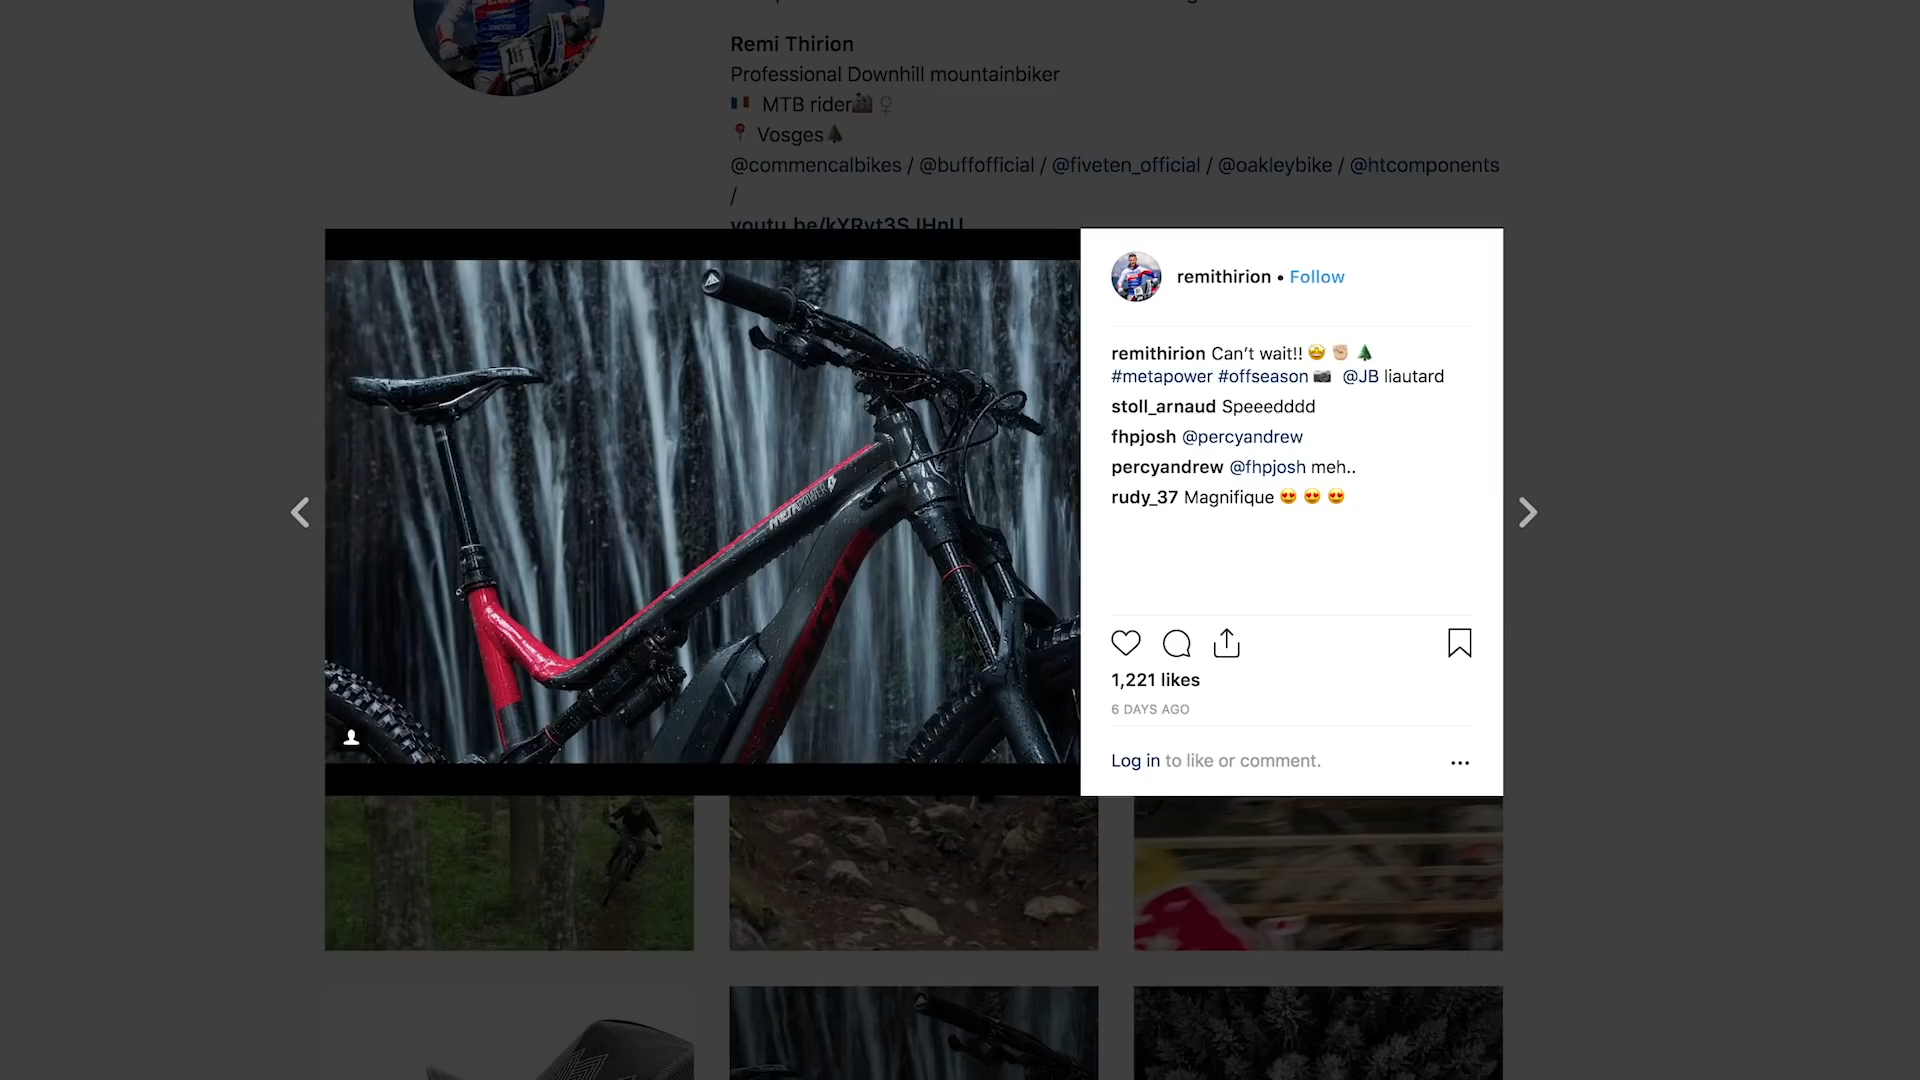 Remi Thirion
Professional Downhill mountainbiker
MTB rider
Vosges
@commencalbikes / @buffofficial / @fiveten_official / @oakleybike / @htcomponents
/
remithirion • Follow
remithirion Can’t wait!! 🤩 ✊🏼 🌲
#metapower #offseason 📷 @JB liautard
stoll_arnaud Speeedddd
fhpjosh @percyandrew
percyandrew @fhpjosh meh..
rudy_37 Magnifique 😍 😍 😍
METAPOWER
1,221 likes
6 DAYS AGO
Log in to like or comment.